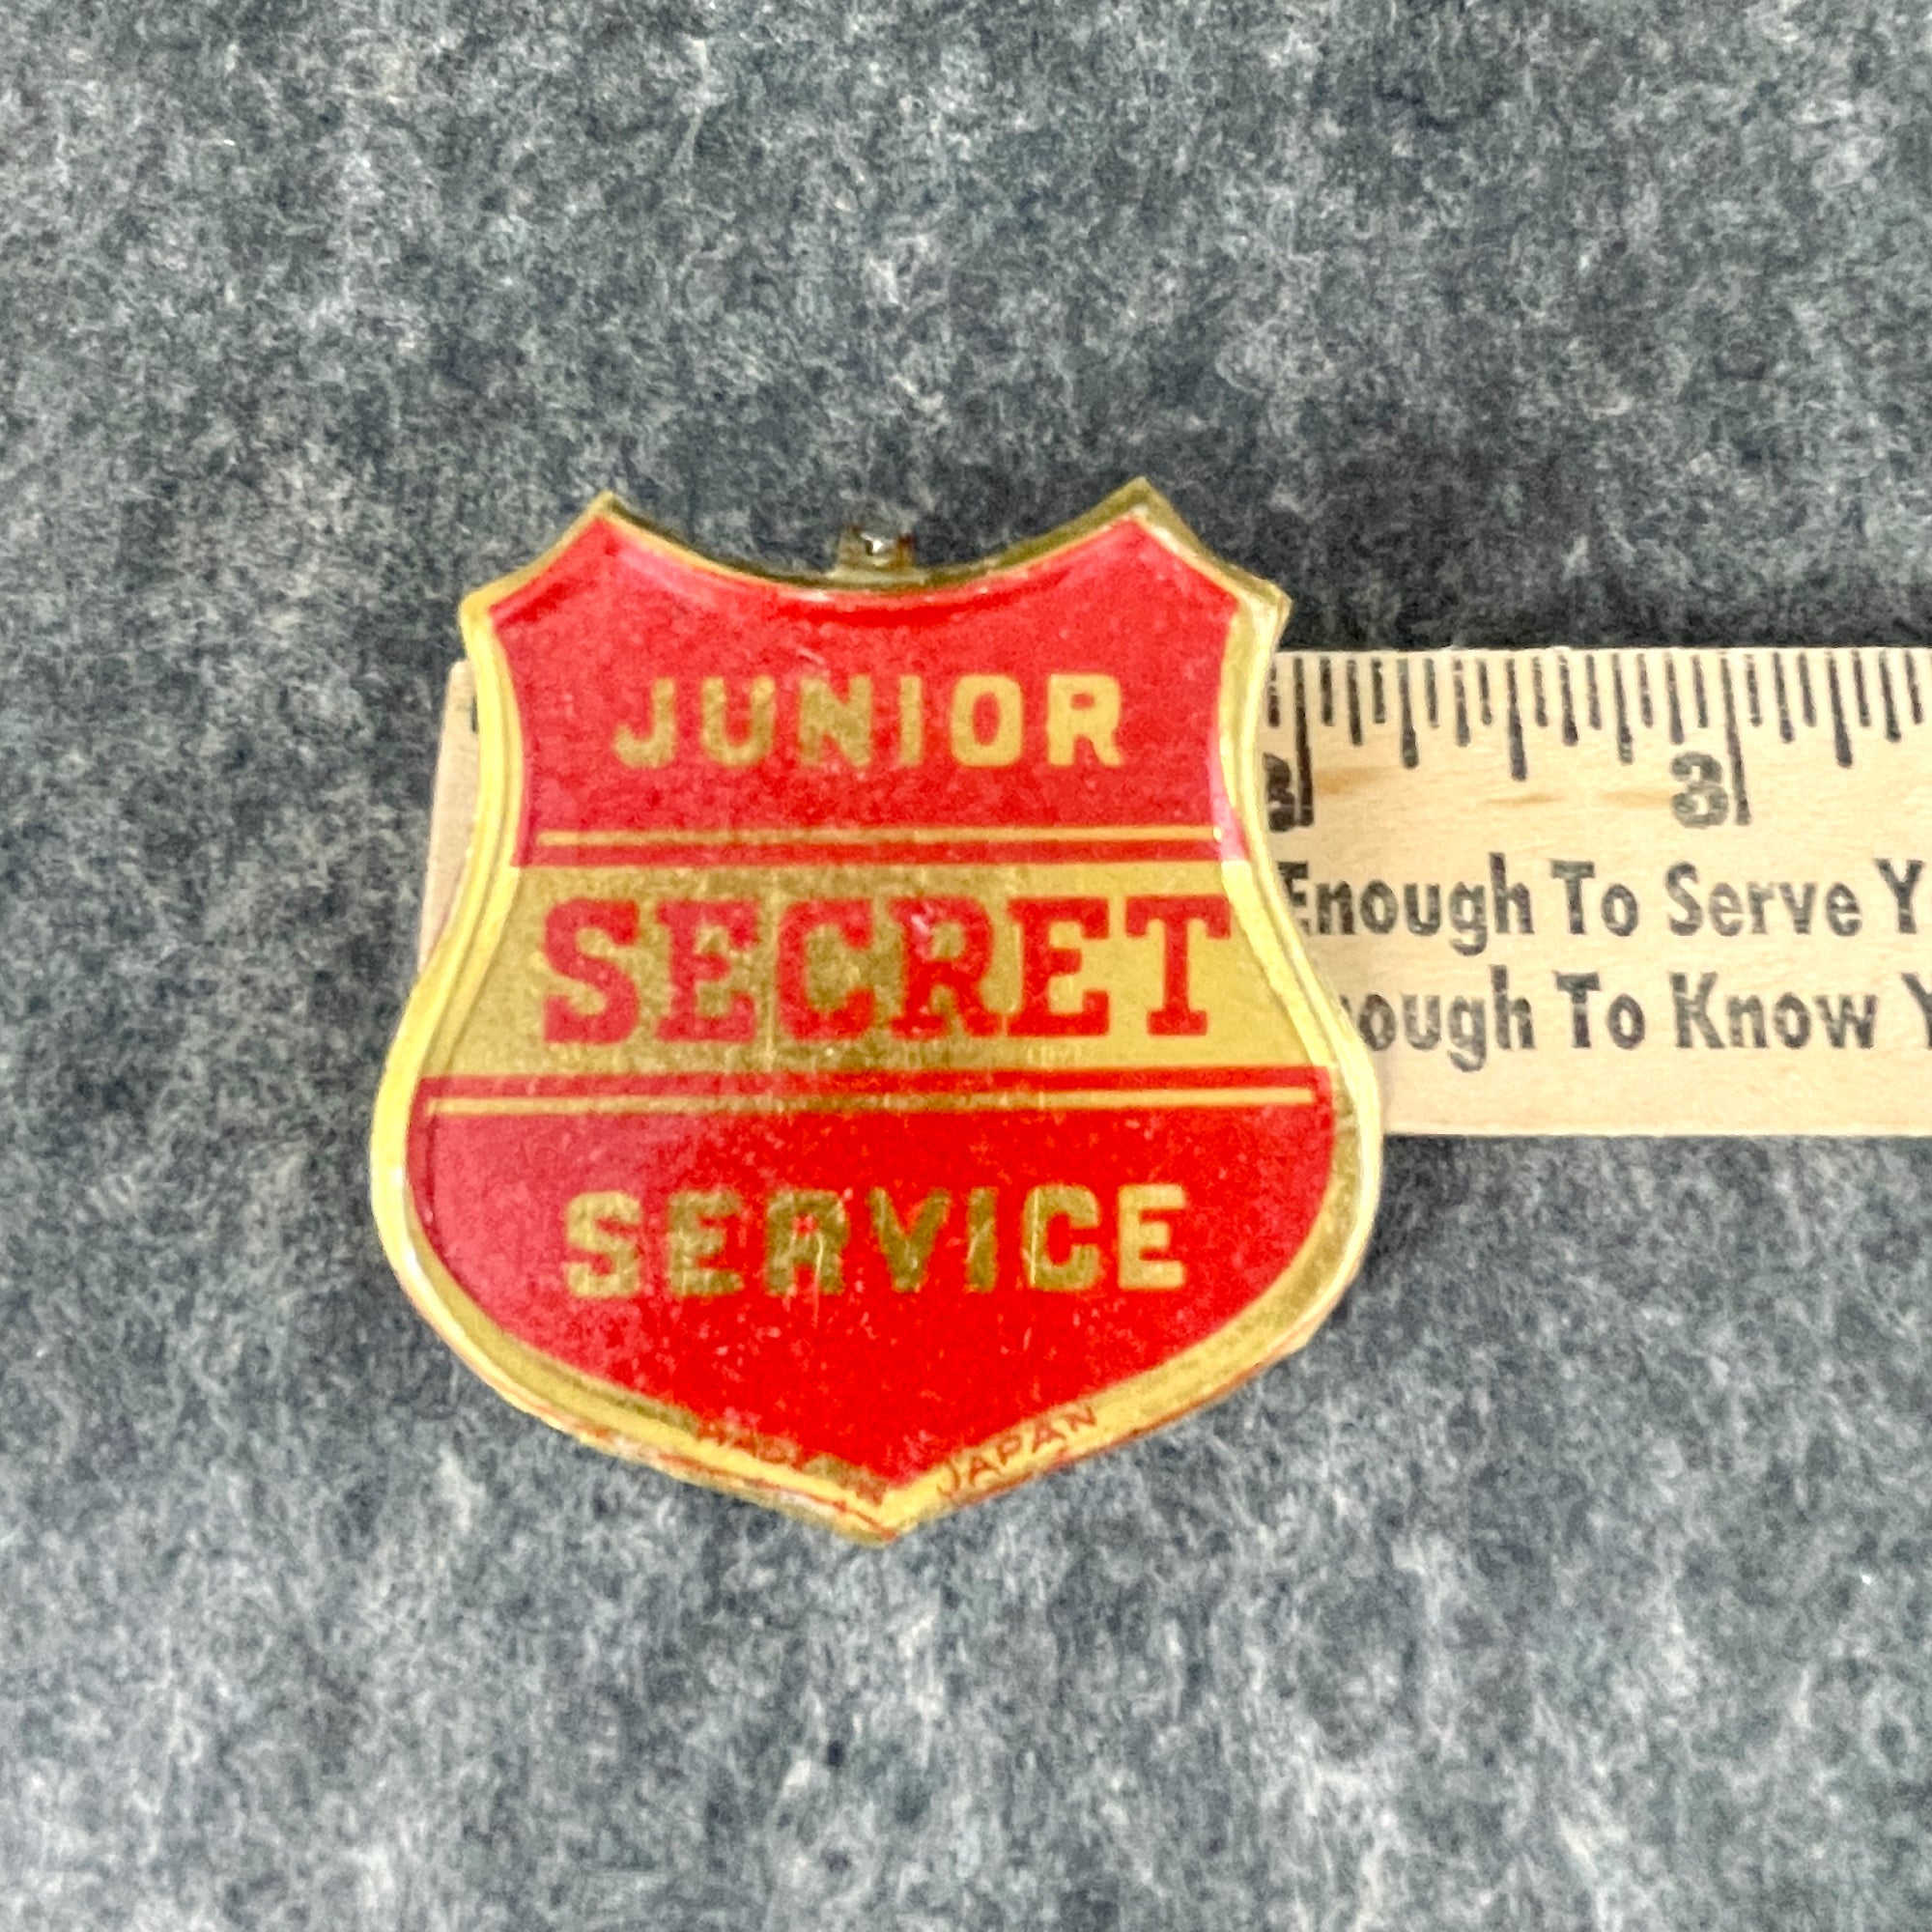 JUNIOR
SECRET
SERVICE
JAPAN
3
Enough To Serve Y
ough To Know Y